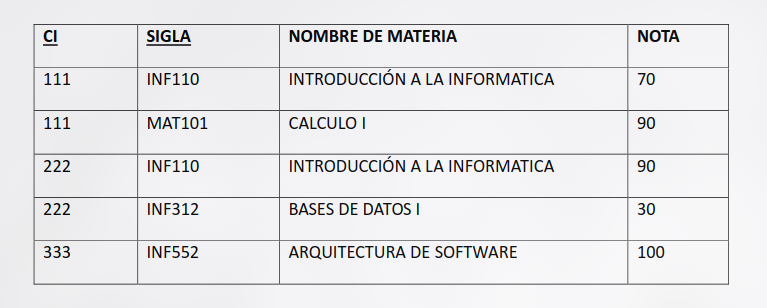 CI SIGLA NOMBRE DE MATERIA NOTA
111 INF110 INTRODUCCIÓN A LA INFORMATICA 70
111 MAT101 CALCULO I 90
222 INF110 INTRODUCCIÓN A LA INFORMATICA 90
222 INF312 BASES DE DATOS I 30
333 INF552 ARQUITECTURA DE SOFTWARE 100